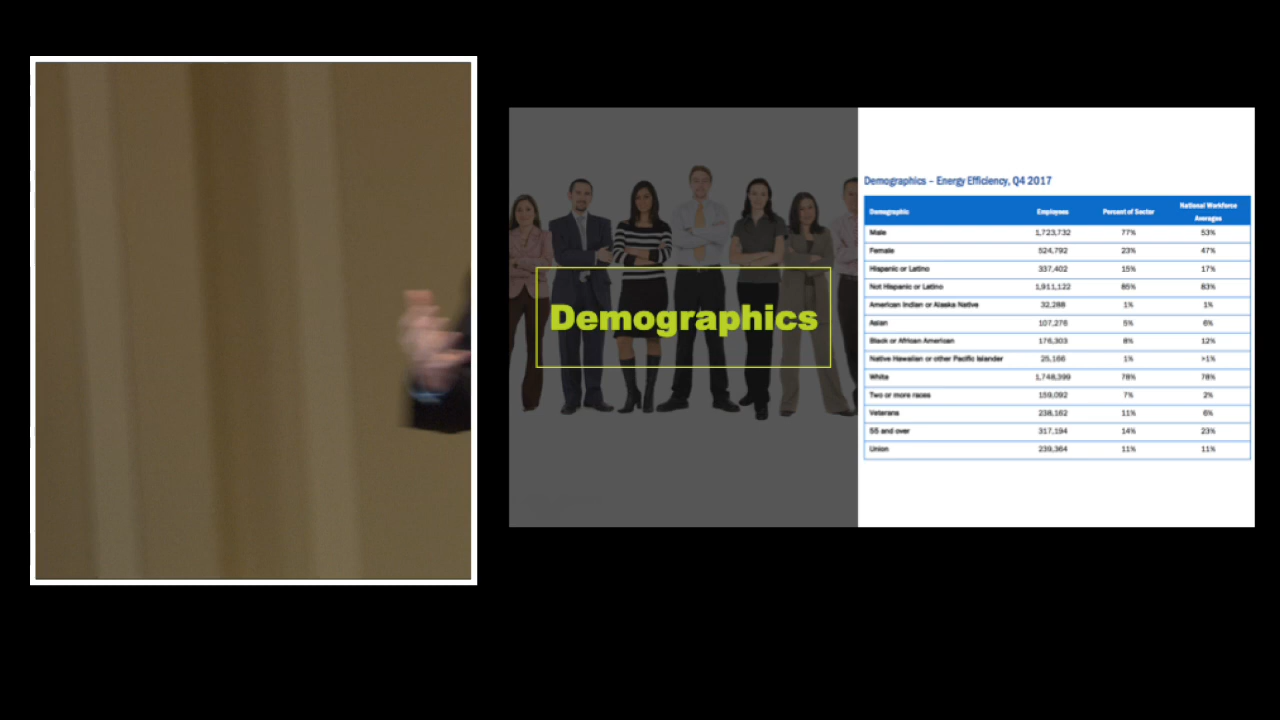 Demographics
Demographics – Energy Efficiency, Q4 2017
Demographic Employees Percent of Sector National Workforce Averages
Male 1,723,732 77% 53%
Female 524,792 23% 47%
Hispanic or Latino 337,402 15% 17%
Not Hispanic or Latino 1,911,122 85% 83%
American Indian or Alaska Native 32,288 1% 1%
Asian 107,276 5% 6%
Black or African American 176,303 8% 12%
Native Hawaiian or other Pacific Islander 25,166 1% >1%
White 1,748,399 78% 78%
Two or more races 159,092 7% 2%
Veterans 238,162 11% 6%
55 and over 317,194 14% 23%
Union 239,364 11% 11%